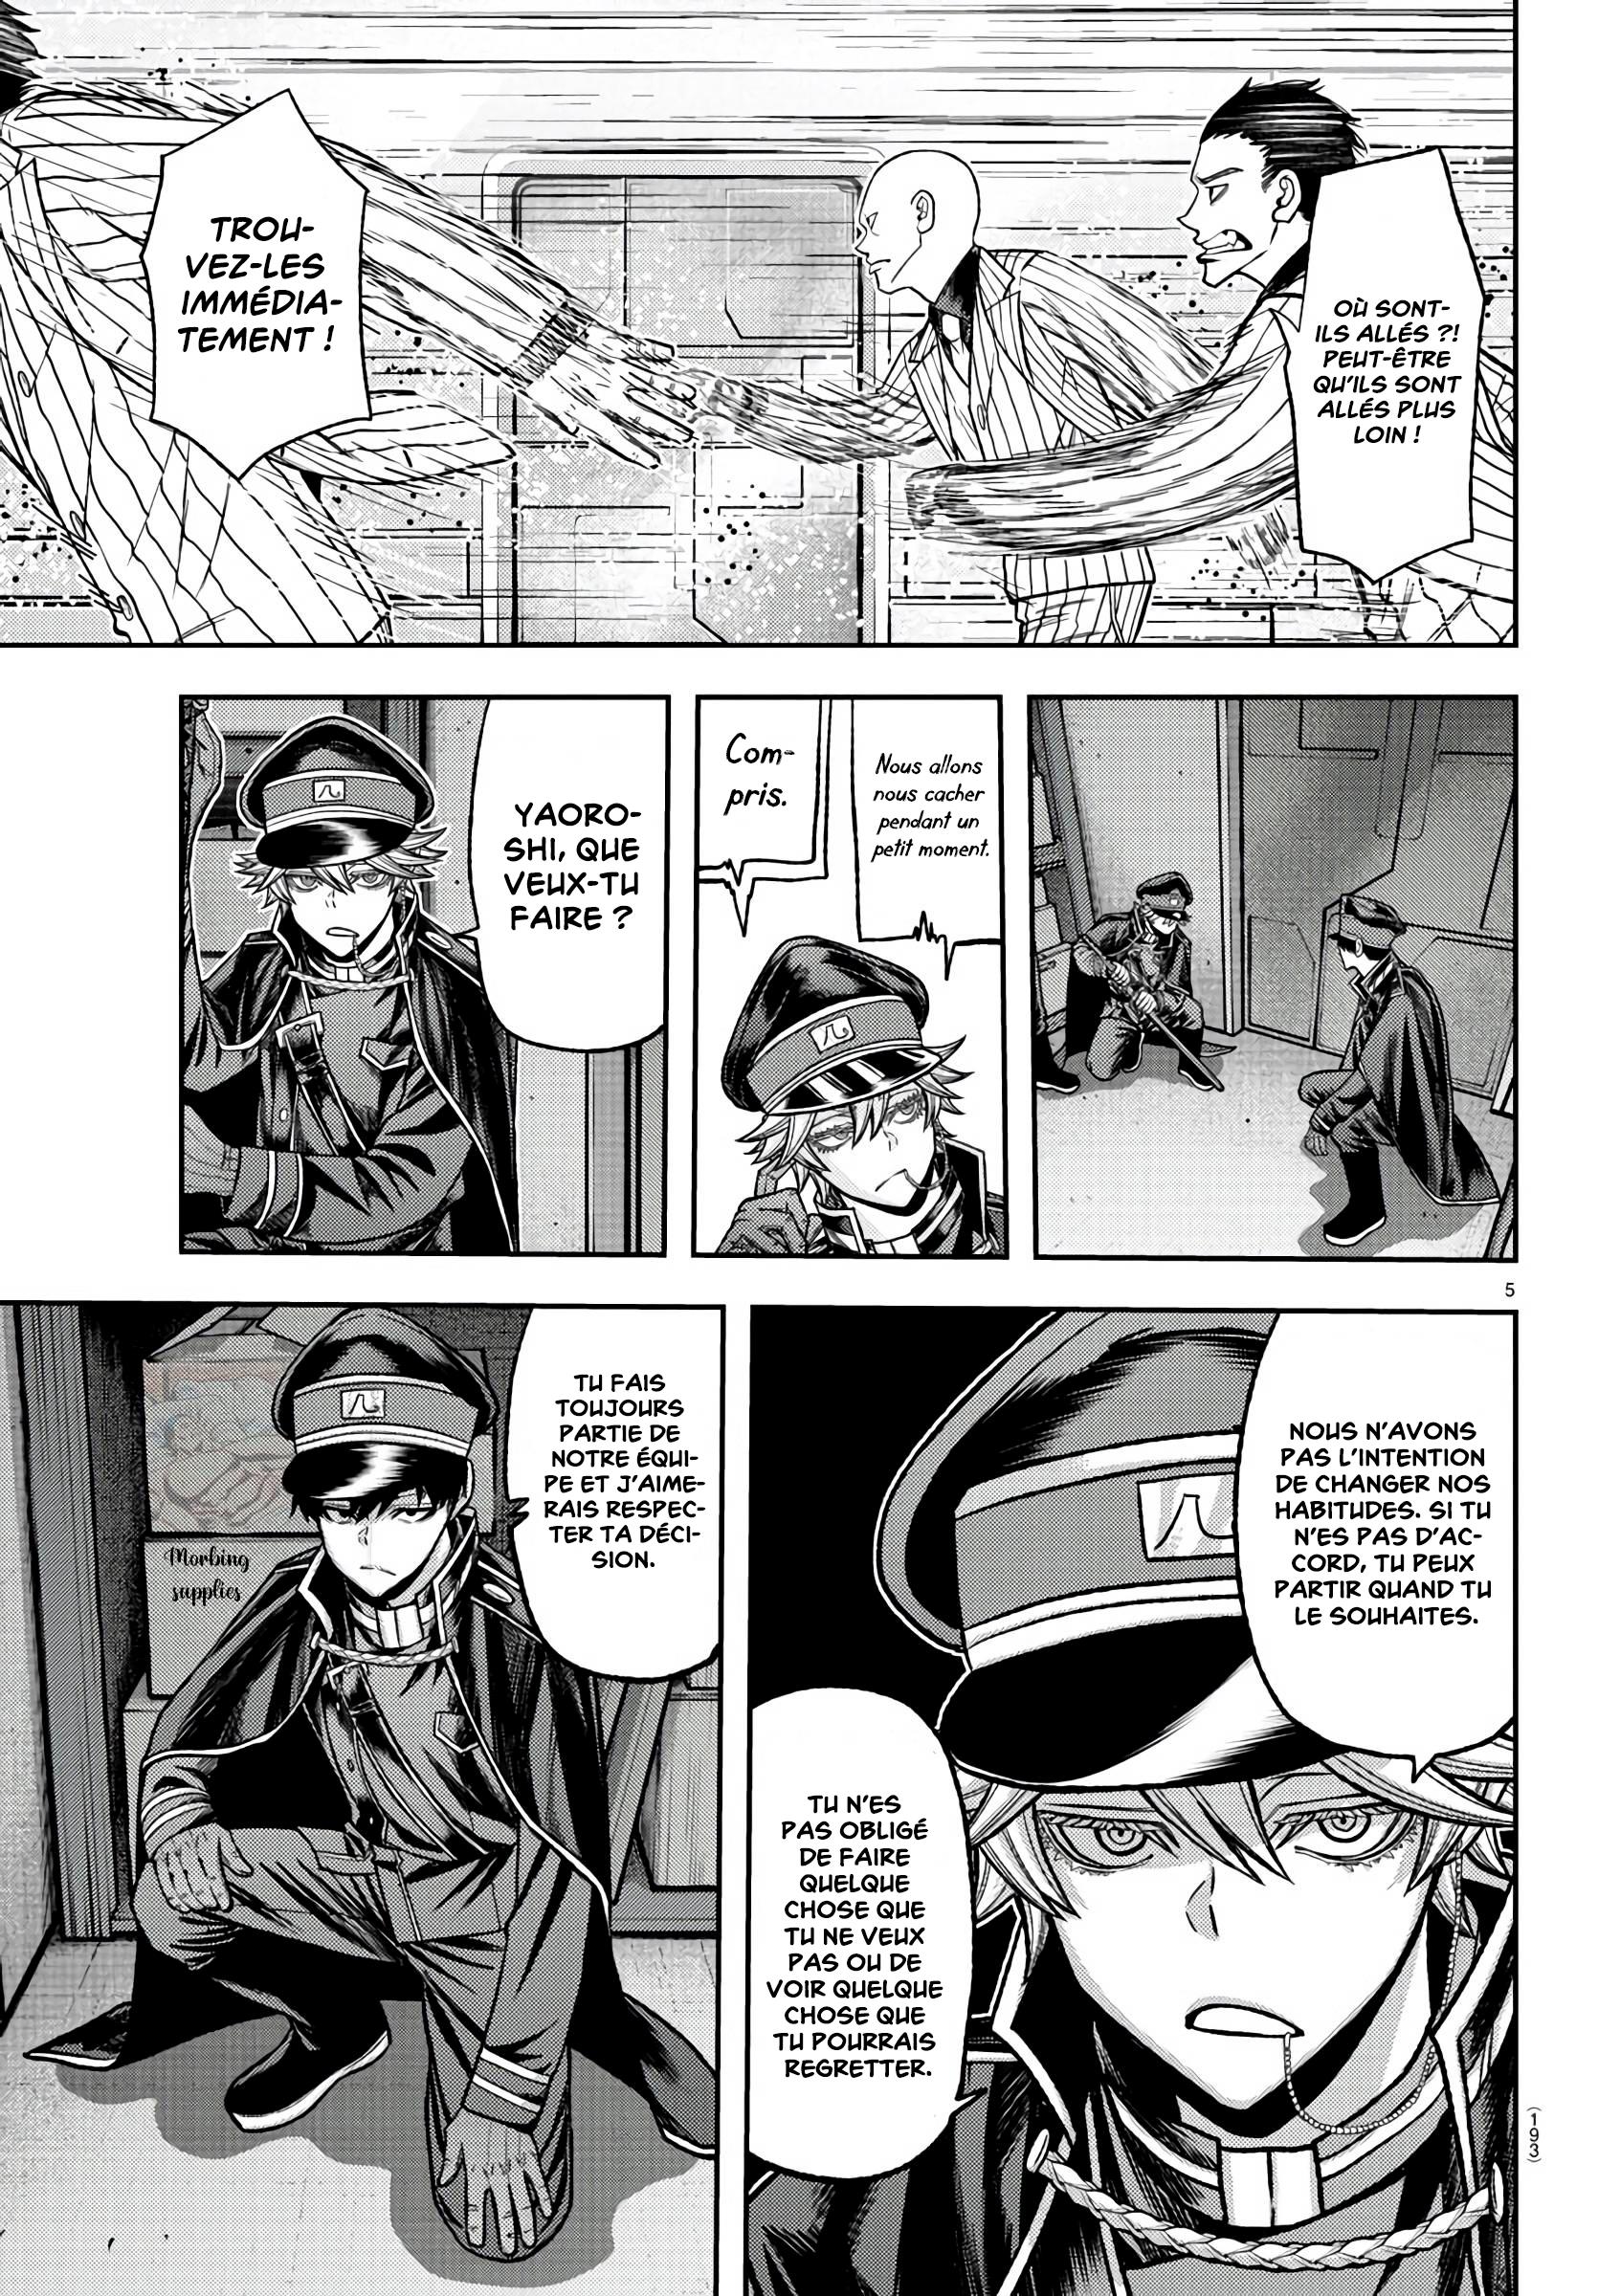 OÙ SONT-
ILS ALLÉS ?!
PEUT-ÊTRE
QU'ILS SONT
ALLÉS PLUS
LOIN !
TROU-
VEZ-LES
IMMÉDIA-
TEMENT !
Nous allons
nous cacher
pendant un
petit moment.
Com-
pris.
YAORO-
SHI, QUE
VEUX-TU
FAIRE ?
八
八
5
NOUS N'AVONS
PAS L'INTENTION
DE CHANGER NOS
HABITUDES. SI TU
N'ES PAS D'AC-
CORD, TU PEUX
PARTIR QUAND TU
LE SOUHAITES.
八
TU N'ES
PAS OBLIGÉ
DE FAIRE
QUELQUE
CHOSE QUE
TU NE VEUX
PAS OU DE
VOIR QUELQUE
CHOSE QUE
TU POURRAIS
REGRETTER.
TU FAIS
TOUJOURS
PARTIE DE
NOTRE ÉQUI-
PE ET J'AIME-
RAIS RESPEC-
TER TA DÉCI-
SION.
八
Morbing
supplies
(193)